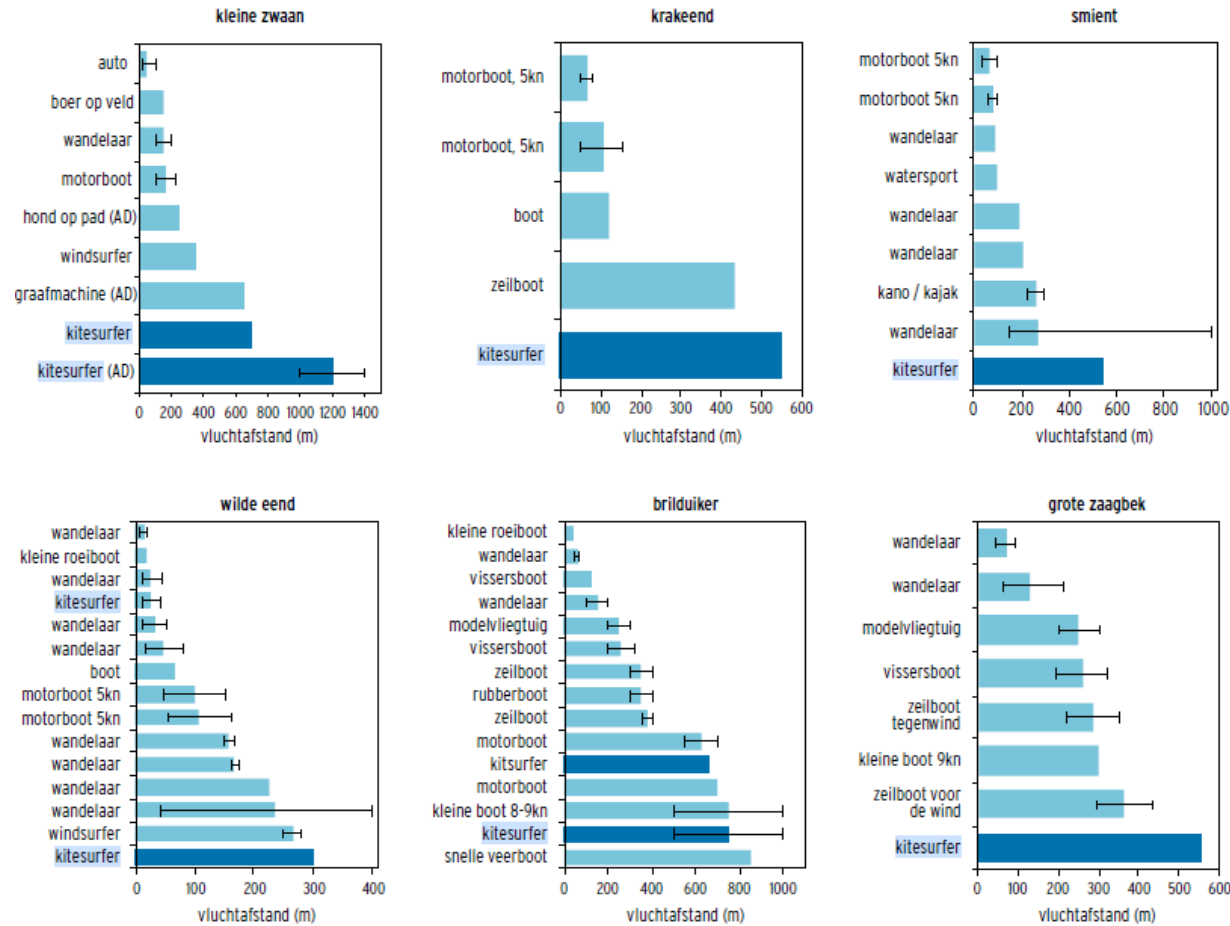 kleine zwaan
auto
boer op veld
wandelaar
motorboot
hond op pad (AD)
windsurfer
graafmachine (AD)
kitesurfer
kitesurfer (AD)
0 200 400 600 800 1000 1200 1400
vluchtafstand (m)
krakeend
motorboot, 5kn
motorboot, 5kn
boot
zeilboot
kitesurfer
0 100 200 300 400 500 600
vluchtafstand (m)
smient
motorboot 5kn
motorboot 5kn
wandelaar
watersport
wandelaar
wandelaar
kano / kajak
wandelaar
kitesurfer
0 200 400 600 800 1000
vluchtafstand (m)
wilde eend
wandelaar
kleine roeiboot
wandelaar
kitesurfer
wandelaar
wandelaar
boot
motorboot 5kn
motorboot 5kn
wandelaar
wandelaar
wandelaar
wandelaar
windsurfer
kitesurfer
0 100 200 300 400
vluchtafstand (m)
brilduiker
kleine roeiboot
wandelaar
vissersboot
wandelaar
modelvliegtuig
vissersboot
zeilboot
rubberboot
zeilboot
motorboot
kitsurfer
motorboot
kleine boot 8-9kn
kitesurfer
snelle veerboot
0 200 400 600 800 1000
vluchtafstand (m)
grote zaagbek
wandelaar
wandelaar
modelvliegtuig
vissersboot
zeilboot
tegenwind
kleine boot 9kn
zeilboot voor
de wind
kitesurfer
0 100 200 300 400 500 600
vluchtafstand (m)